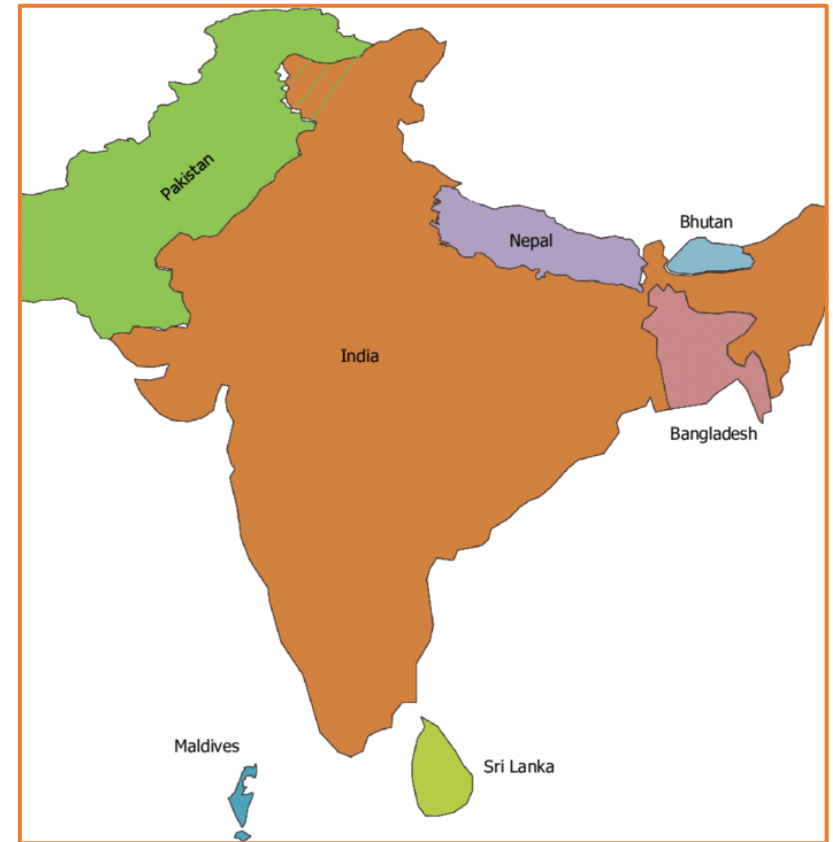 Pakistan
Bhutan
Nepal
India
Bangladesh
Maldives
Sri Lanka